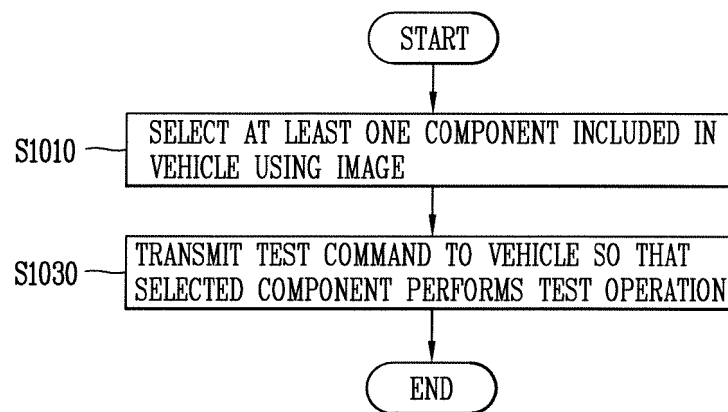 START
S1010
SELECT AT LEAST ONE COMPONENT INCLUDED IN
VEHICLE USING IMAGE
S1030
TRANSMIT TEST COMMAND TO VEHICLE SO THAT
SELECTED COMPONENT PERFORMS TEST OPERATION
END